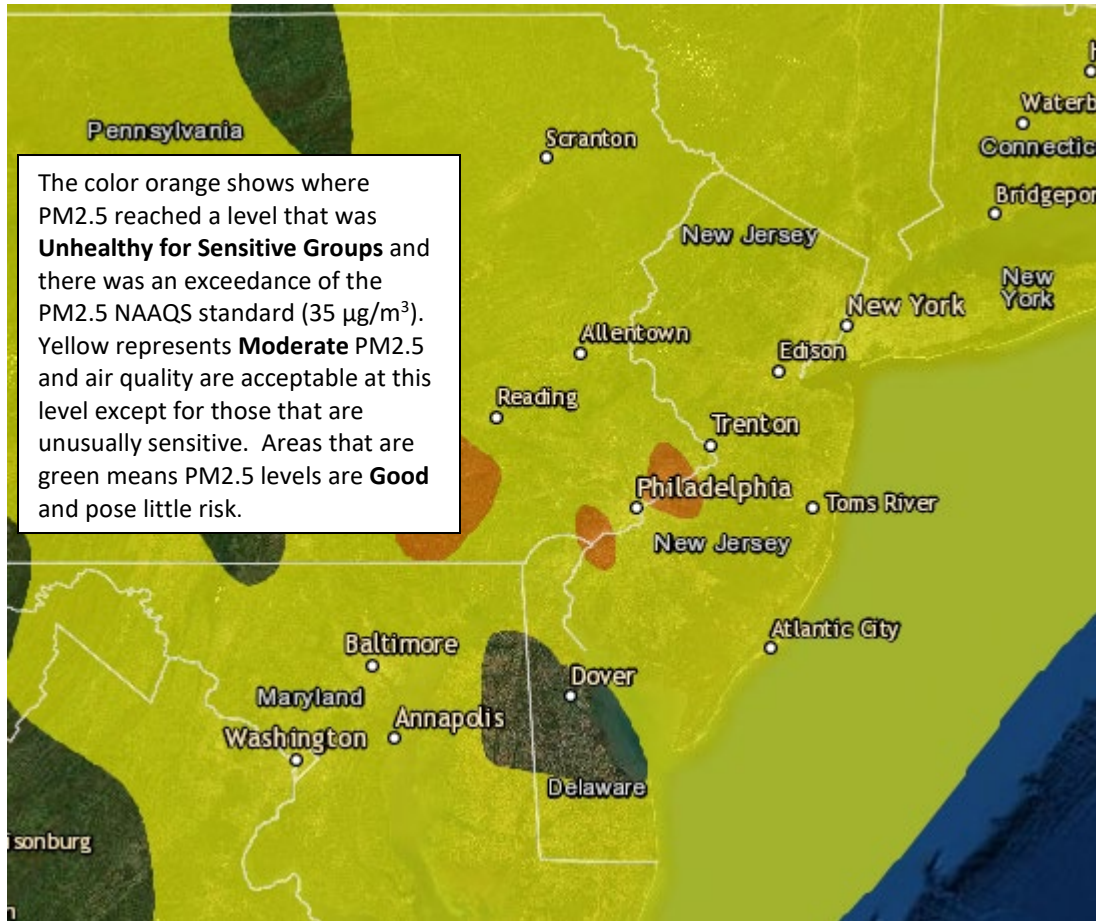 Pennsylvania
Scranton
Waterb
Connectic
Bridgepor
The color orange shows where
PM2.5 reached a level that was
Unhealthy for Sensitive Groups and
there was an exceedance of the
PM2.5 NAAQS standard (35 µg/m³).
Yellow represents Moderate PM2.5
and air quality are acceptable at this
level except for those that are
unusually sensitive.  Areas that are
green means PM2.5 levels are Good
and pose little risk.
New Jersey
New
York
New York
Allentown
Edison
Reading
Trenton
Philadelphia
Toms River
New Jersey
Atlantic City
Baltimore
Dover
Maryland
Annapolis
Washington
Delaware
isonburg